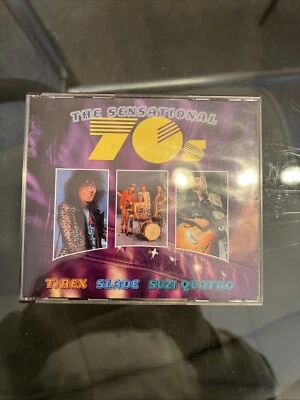 THE SENSATIONAL
70s
T. REX SLADE SUZI QUATRO